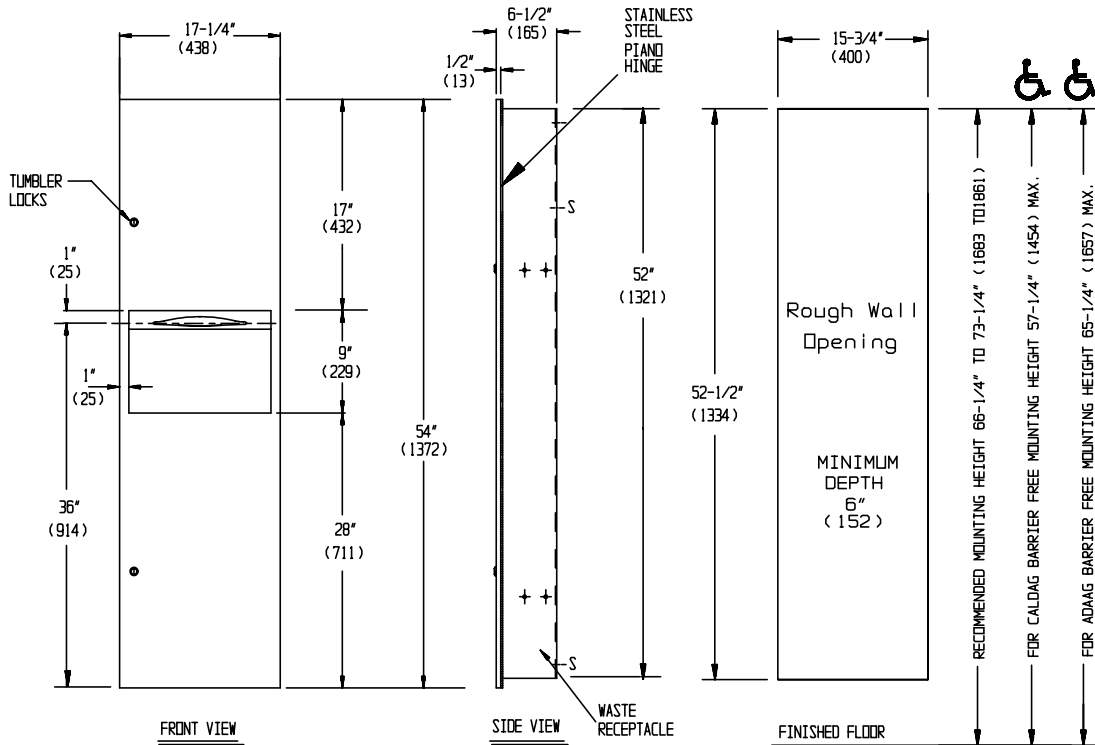 17-1/4"
(438)
TUMBLER
LOCKS
1"
(25)
1"
(25)
36"
(914)
17"
(432)
9"
(229)
28"
(711)
54"
(1372)
FRONT VIEW
6-1/2"
(165)
1/2"
(13)
STAINLESS
STEEL
PIANO
HINGE
S
52"
(1321)
S
WASTE
RECEPTACLE
SIDE VIEW
15-3/4"
(400)
52-1/2"
(1334)
Rough Wall
Opening
MINIMUM
DEPTH
6"
(152)
FINISHED FLOOR
RECOMMENDED MOUNTING HEIGHT 66-1/4" TO 73-1/4" (1683 TO1861)
FOR CALDAG BARRIER FREE MOUNTING HEIGHT 57-1/4" (1454) MAX.
FOR ADAAG BARRIER FREE MOUNTING HEIGHT 65-1/4" (1657) MAX.